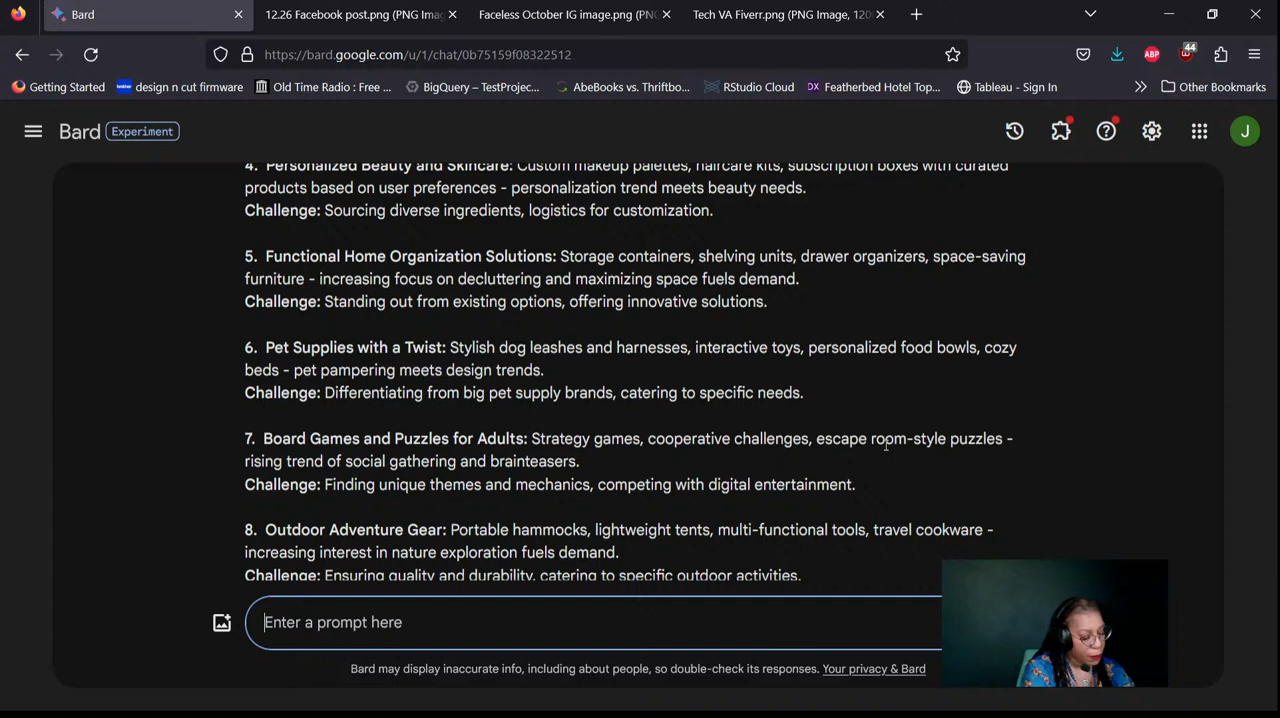 Bard
12.26 Facebook post.png (PNG Imag
Faceless October IG image.png (PN
Tech VA Fiverr.png (PNG Image, 120
https://bard.google.com/u/1/chat/0b75159f08322512
ABP
44
Getting Started
design n cut firmware
Old Time Radio : Free ...
BigQuery – TestProjec...
AbeBooks vs. Thriftbo...
RStudio Cloud
DX Featherbed Hotel Top...
Tableau - Sign In
Other Bookmarks
Bard Experiment
J
4. Personalized Beauty and Skincare: Custom makeup palettes, haircare kits, subscription boxes with curated
products based on user preferences - personalization trend meets beauty needs.
Challenge: Sourcing diverse ingredients, logistics for customization.
5. Functional Home Organization Solutions: Storage containers, shelving units, drawer organizers, space-saving
furniture - increasing focus on decluttering and maximizing space fuels demand.
Challenge: Standing out from existing options, offering innovative solutions.
6. Pet Supplies with a Twist: Stylish dog leashes and harnesses, interactive toys, personalized food bowls, cozy
beds - pet pampering meets design trends.
Challenge: Differentiating from big pet supply brands, catering to specific needs.
7. Board Games and Puzzles for Adults: Strategy games, cooperative challenges, escape room-style puzzles -
rising trend of social gathering and brainteasers.
Challenge: Finding unique themes and mechanics, competing with digital entertainment.
8. Outdoor Adventure Gear: Portable hammocks, lightweight tents, multi-functional tools, travel cookware -
increasing interest in nature exploration fuels demand.
Challenge: Ensuring quality and durability, catering to specific outdoor activities.
Enter a prompt here
Bard may display inaccurate info, including about people, so double-check its responses. Your privacy & Bard